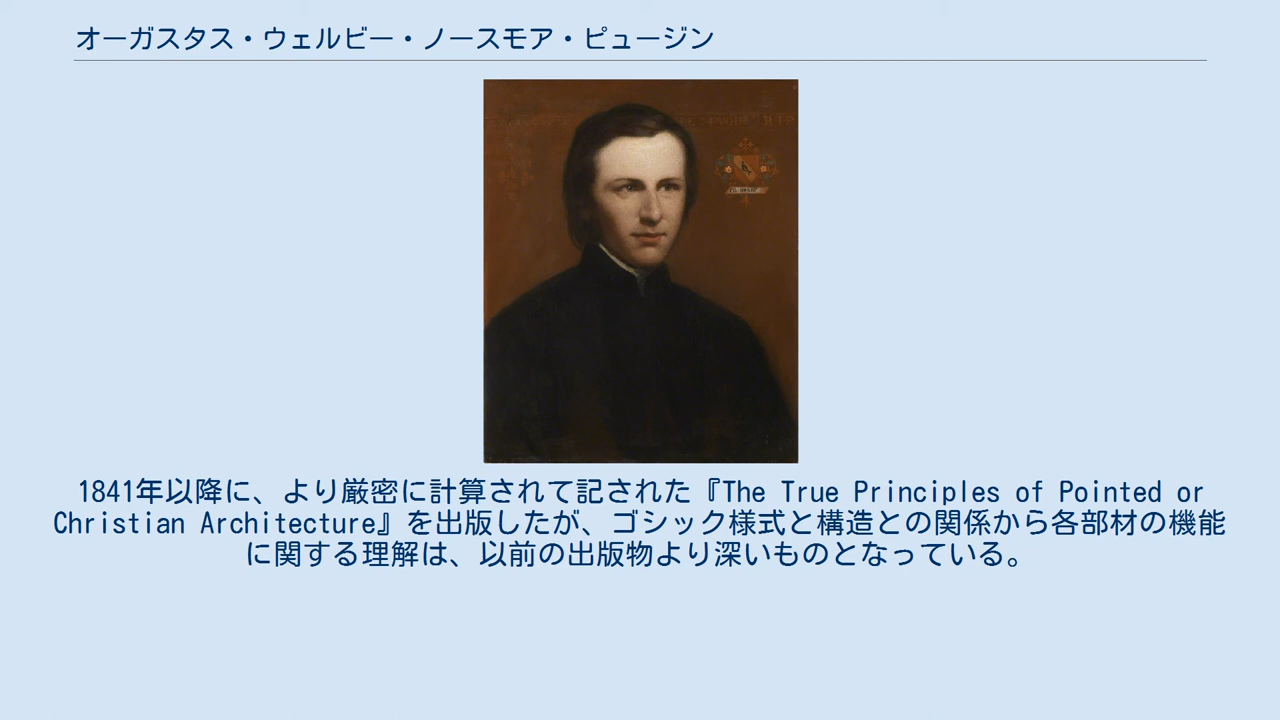 オーガスタス・ウェルビー・ノースモア・ピュージン
1841年以降に、より厳密に計算されて記された『The True Principles of Pointed or
Christian Architecture』を出版したが、ゴシック様式と構造との関係から各部材の機能
に関する理解は、以前の出版物より深いものとなっている。